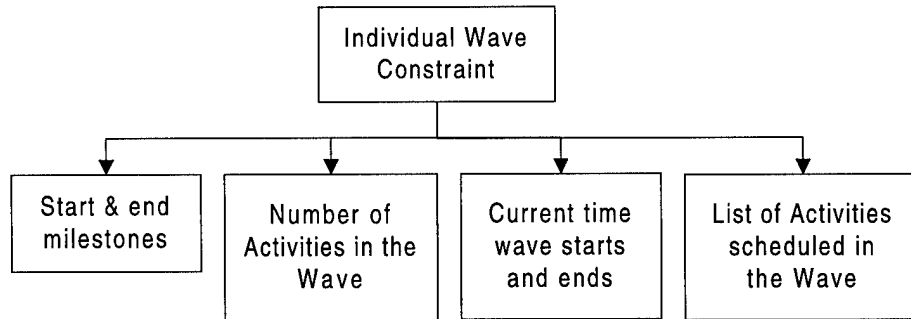 Individual Wave
Constraint
Start & end
milestones
Number of
Activities in the
Wave
Current time
wave starts
and ends
List of Activities
scheduled in
the Wave